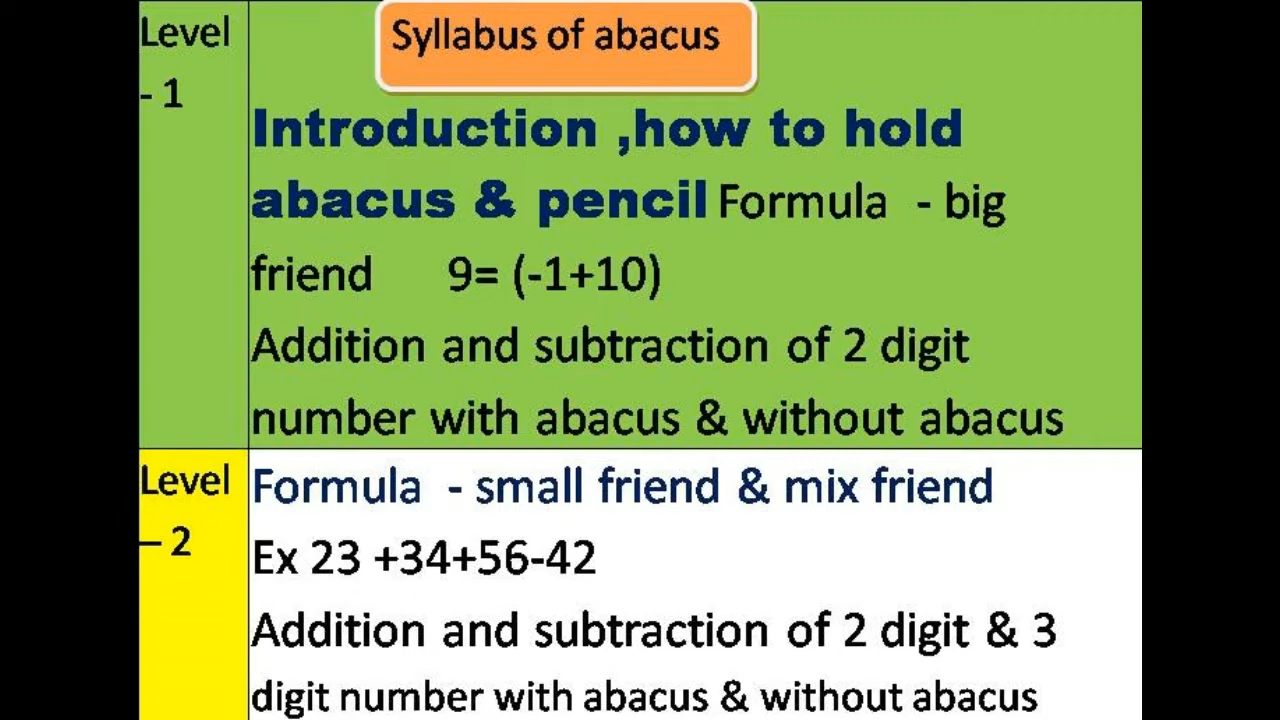 Syllabus of abacus
Level
- 1
Introduction ,how to hold
abacus & pencil Formula - big
friend 9= (-1+10)
Addition and subtraction of 2 digit
number with abacus & without abacus
Level
– 2
Formula - small friend & mix friend
Ex 23 +34+56-42
Addition and subtraction of 2 digit & 3
digit number with abacus & without abacus